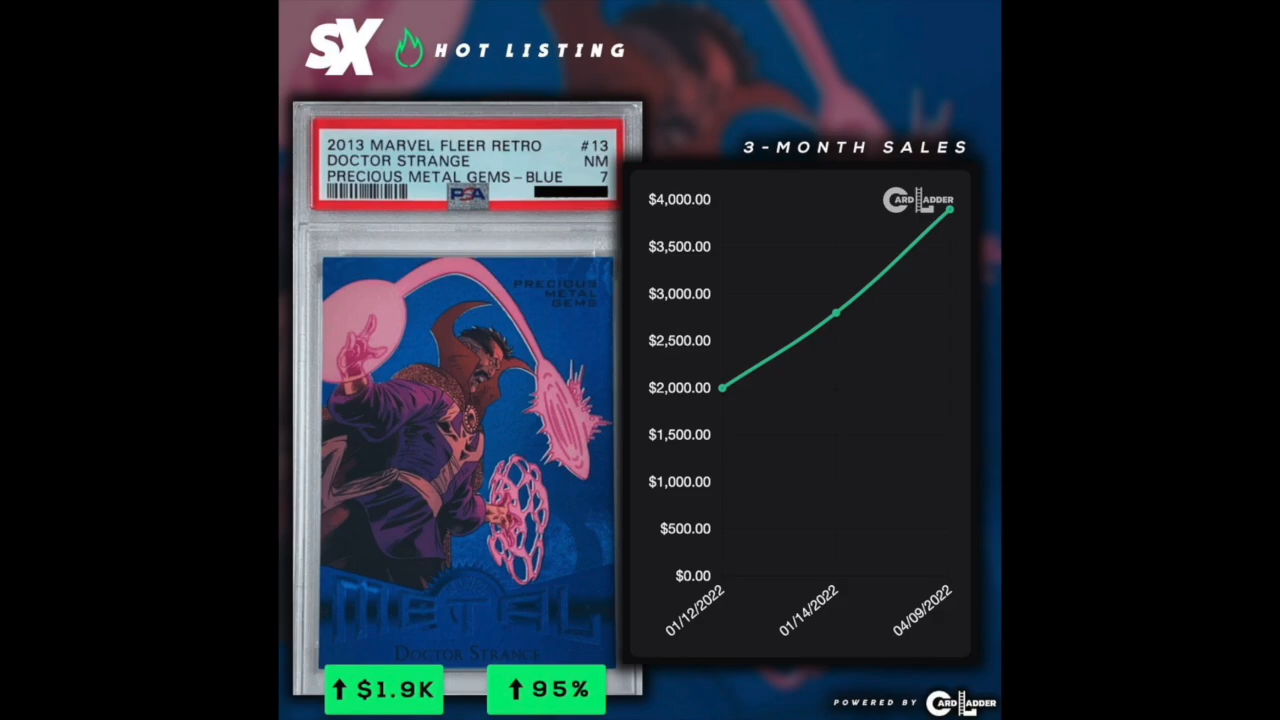 SX HOT LISTING
2013 MARVEL FLEER RETRO #13
DOCTOR STRANGE NM
PRECIOUS METAL GEMS – BLUE 7
PSA
PRECIOUS
METAL
GEMS
METAL
DOCTOR STRANGE
↑ $1.9K
↑ 95%
3-MONTH SALES
CARD LADDER
$4,000.00
$3,500.00
$3,000.00
$2,500.00
$2,000.00
$1,500.00
$1,000.00
$500.00
$0.00
01/12/2022
01/14/2022
04/09/2022
POWERED BY CARD LADDER